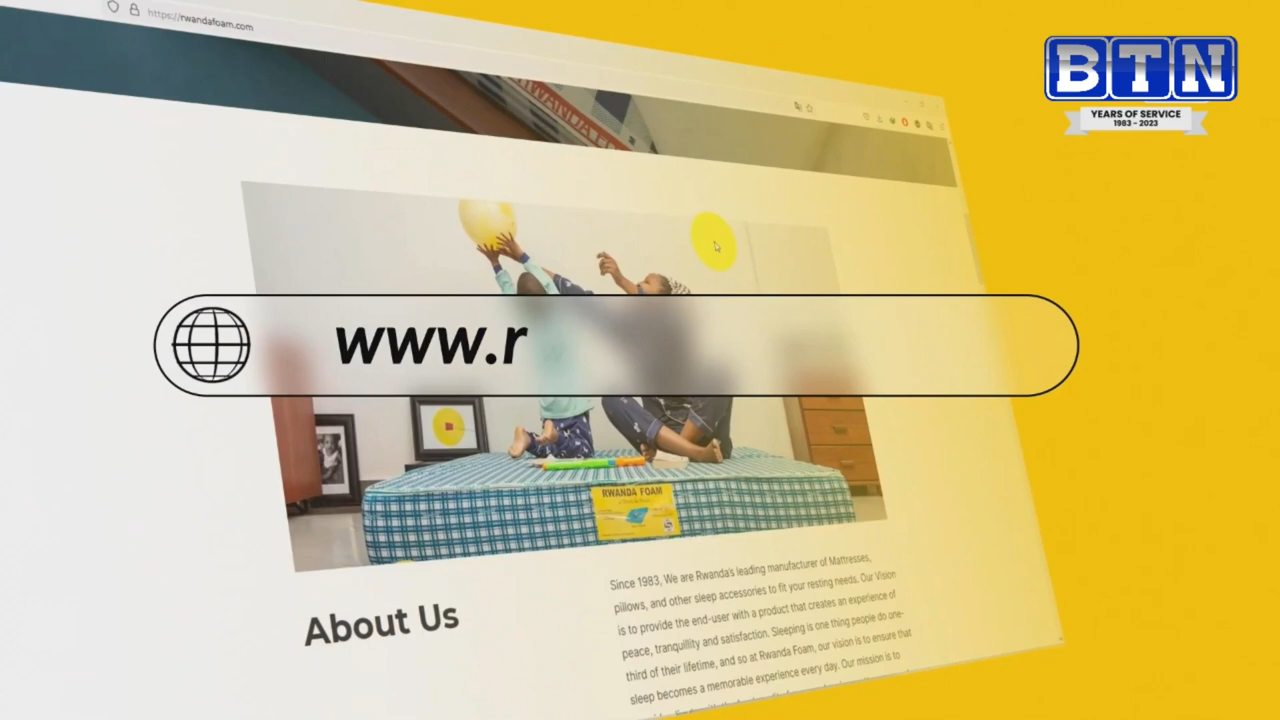 https://rwandafoam.com
BTN
YEARS OF SERVICE
1983 - 2023
www.r
RWANDA FOAM
About Us
Since 1983, We are Rwanda's leading manufacturer of Mattresses,
pillows, and other sleep accessories to fit your resting needs. Our Vision
is to provide the end-user with a product that creates an experience of
peace, tranquillity and satisfaction. Sleeping is one thing people do one-
third of their lifetime, and so at Rwanda Foam, our vision is to ensure that
sleep becomes a memorable experience every day. Our mission is to